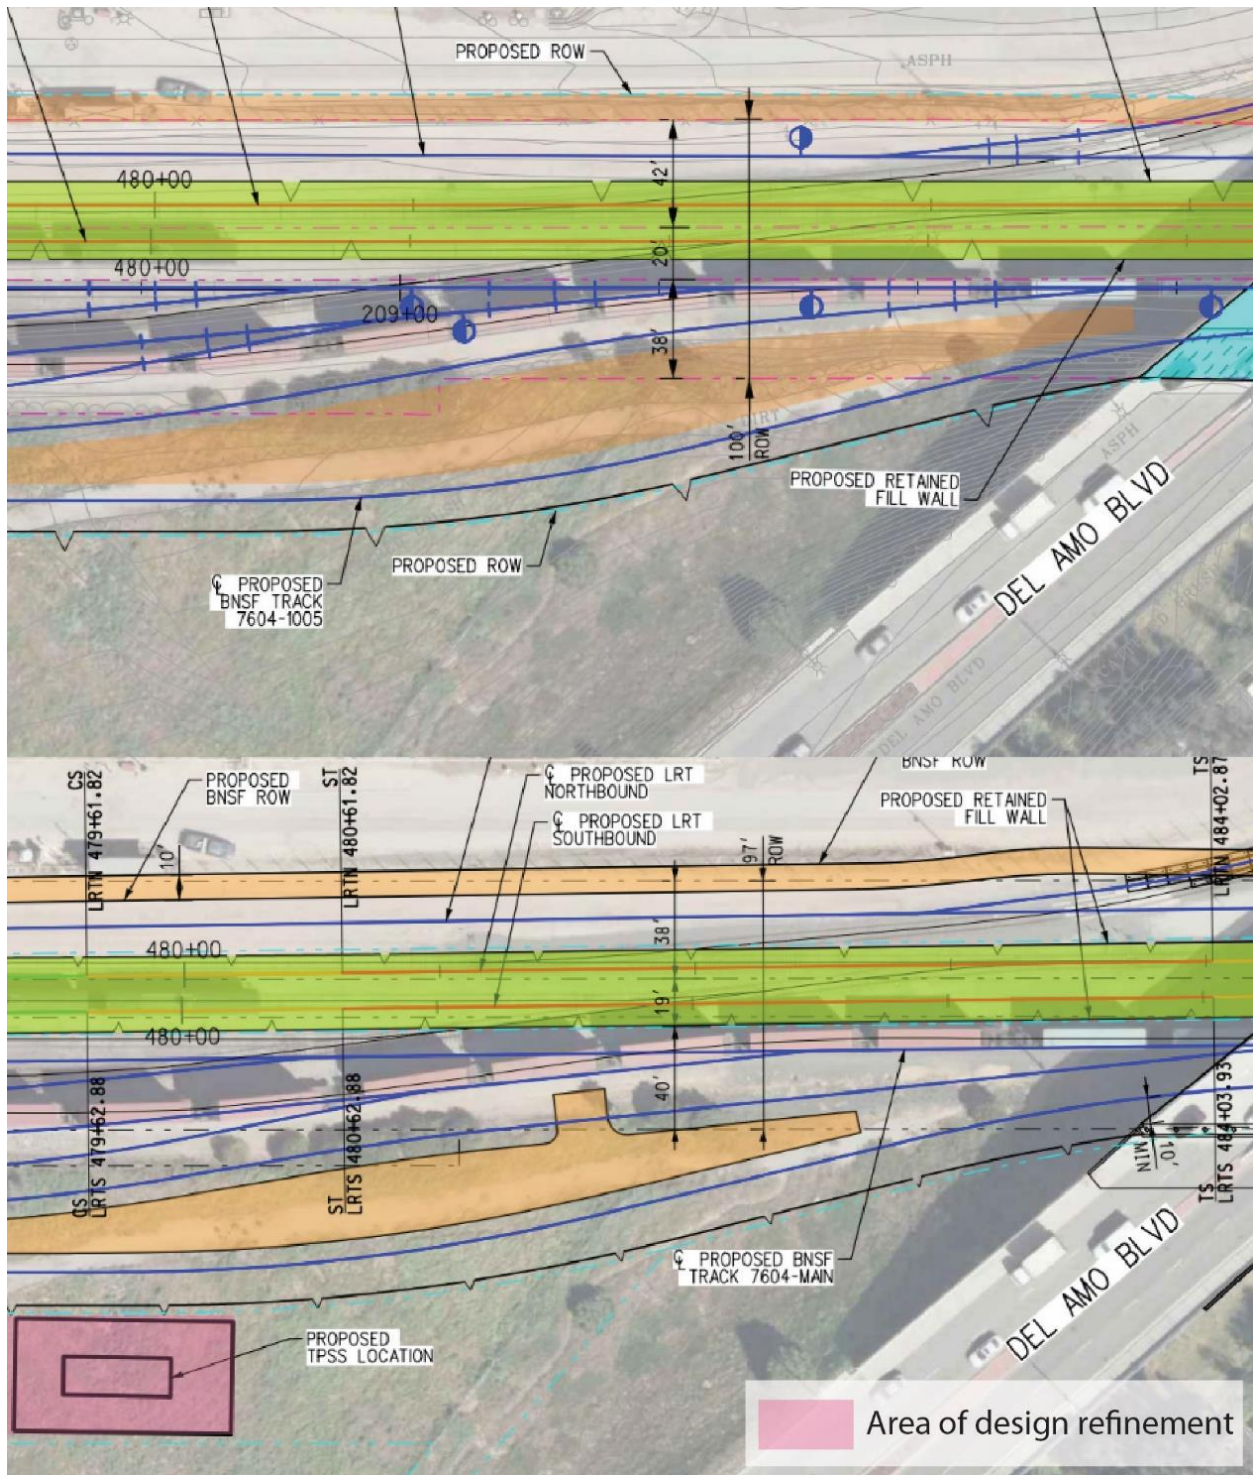 PROPOSED ROW
ASPH
480+00
42'
20'
480+00
209+00
38'
DIRT
100'
ROW
ASPH
PROPOSED RETAINED
FILL WALL
DEL AMO BLVD
PROPOSED ROW
℄ PROPOSED
BNSF TRACK
7604-1005
DEL AMO BLVD
CS
LRTN 479+61.82
PROPOSED
BNSF ROW
10'
ST
LRTN 480+61.82
℄ PROPOSED LRT
NORTHBOUND
℄ PROPOSED LRT
SOUTHBOUND
97'
ROW
BNSF ROW
PROPOSED RETAINED
FILL WALL
TS
LRTN 484+02.87
480+00
38'
19'
480+00
40'
CS
LRTS 479+62.88
ST
LRTS 480+62.88
10'
MIN
TS
LRTS 484+03.93
℄ PROPOSED BNSF
TRACK 7604-MAIN
DEL AMO BLVD
PROPOSED
TPSS LOCATION
Area of design refinement